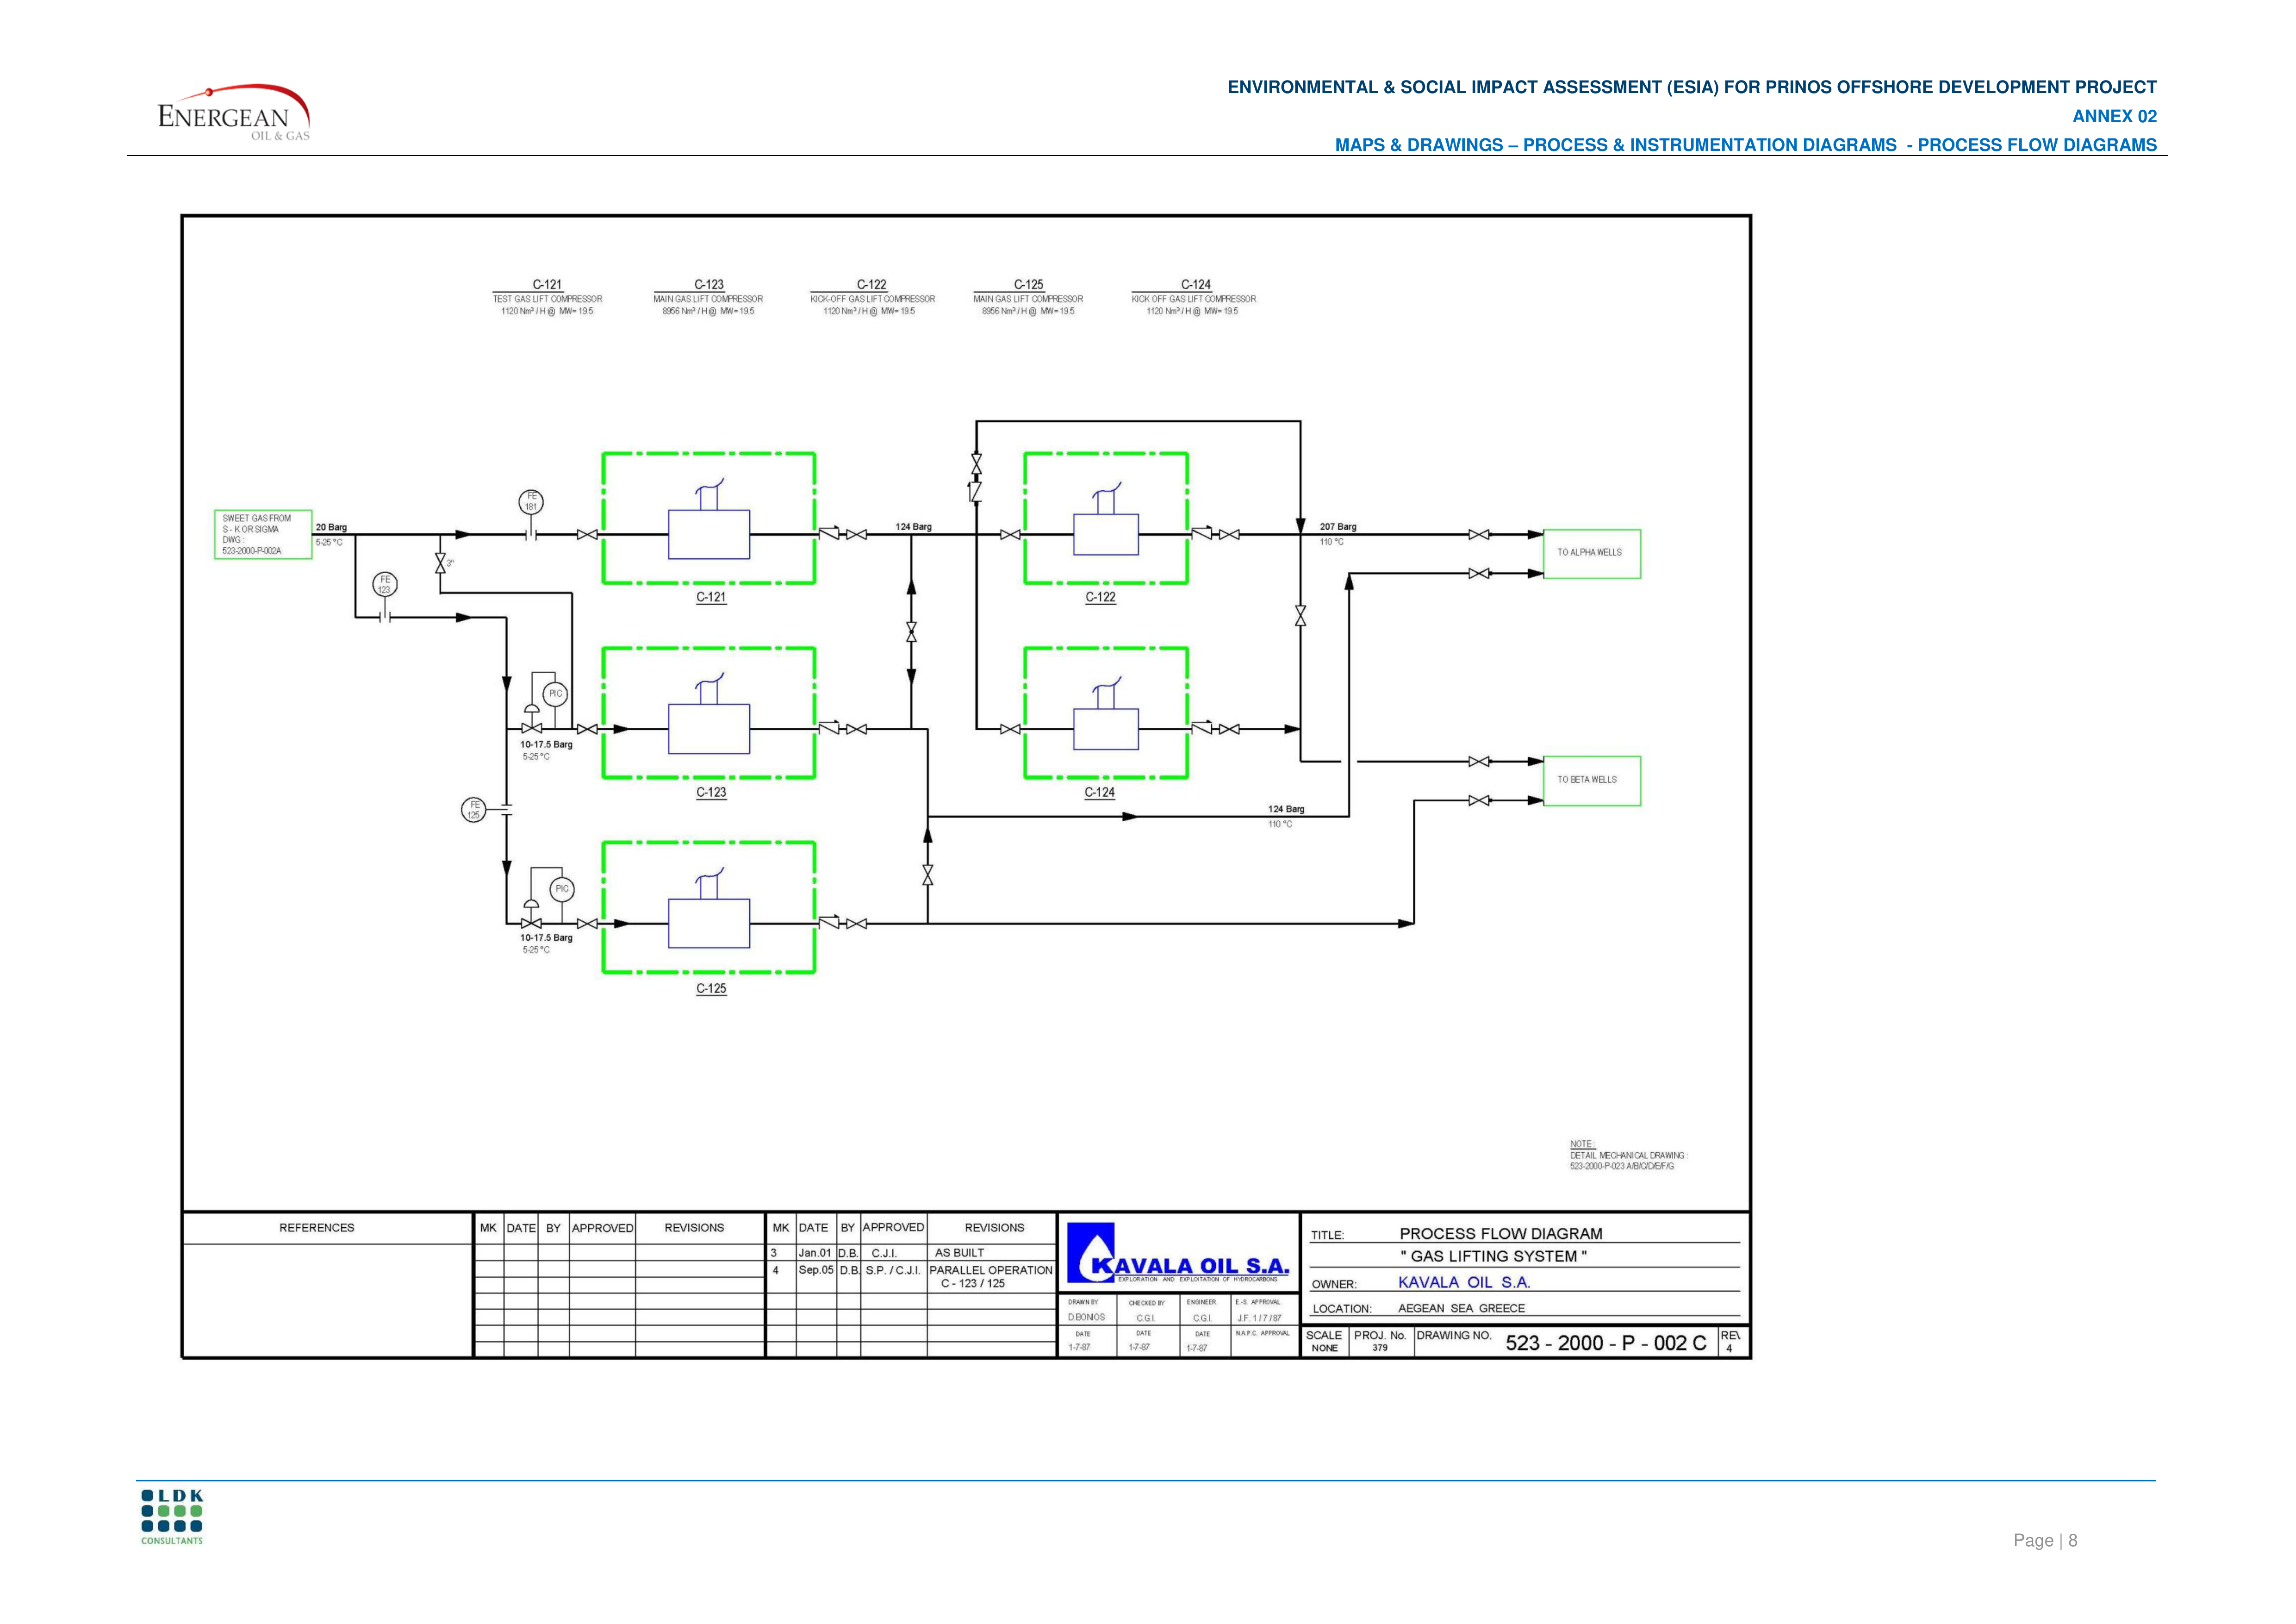 ENERGEAN
OIL & GAS
ENVIRONMENTAL & SOCIAL IMPACT ASSESSMENT (ESIA) FOR PRINOS OFFSHORE DEVELOPMENT PROJECT
ANNEX 02
MAPS & DRAWINGS – PROCESS & INSTRUMENTATION DIAGRAMS - PROCESS FLOW DIAGRAMS
C-121
TEST GAS LIFT COMPRESSOR
1120 Nm³ / H @ MW= 19.5
C-123
MAIN GAS LIFT COMPRESSOR
8956 Nm³ / H @ MW= 19.5
C-122
KICK-OFF GAS LIFT COMPRESSOR
1120 Nm³ / H @ MW= 19.5
C-125
MAIN GAS LIFT COMPRESSOR
8956 Nm³ / H @ MW= 19.5
C-124
KICK OFF GAS LIFT COMPRESSOR
1120 Nm³ / H @ MW= 19.5
SWEET GAS FROM
S - K OR SIGMA
DWG :
523-2000-P-002A
20 Barg
5-25 °C
FE
181
3"
FE
123
C-121
124 Barg
C-122
207 Barg
110 °C
TO ALPHA WELLS
PIC
10-17.5 Barg
5-25 °C
C-123
C-124
TO BETA WELLS
FE
125
124 Barg
110 °C
PIC
10-17.5 Barg
5-25 °C
C-125
NOTE :
DETAIL MECHANICAL DRAWING :
523-2000-P-023 A/B/C/D/E/F/G
REFERENCES
MK DATE BY APPROVED REVISIONS
MK DATE BY APPROVED REVISIONS
3 Jan.01 D.B. C.J.I. AS BUILT
4 Sep.05 D.B. S.P. / C.J.I. PARALLEL OPERATION
C - 123 / 125
KAVALA OIL S.A.
EXPLORATION AND EXPLOITATION OF HYDROCARBONS
DRAWN BY CHECKED BY ENGINEER E.-S. APPROVAL
D.BONIOS C.G.I. C.G.I. J.F. 1 / 7 / 87
DATE DATE DATE N.A.P.C. APPROVAL
1-7-87 1-7-87 1-7-87
TITLE: PROCESS FLOW DIAGRAM
" GAS LIFTING SYSTEM "
OWNER: KAVALA OIL S.A.
LOCATION: AEGEAN SEA GREECE
SCALE PROJ. No. DRAWING NO. 523 - 2000 - P - 002 C REV
NONE 379 4
LDK
CONSULTANTS
Page | 8